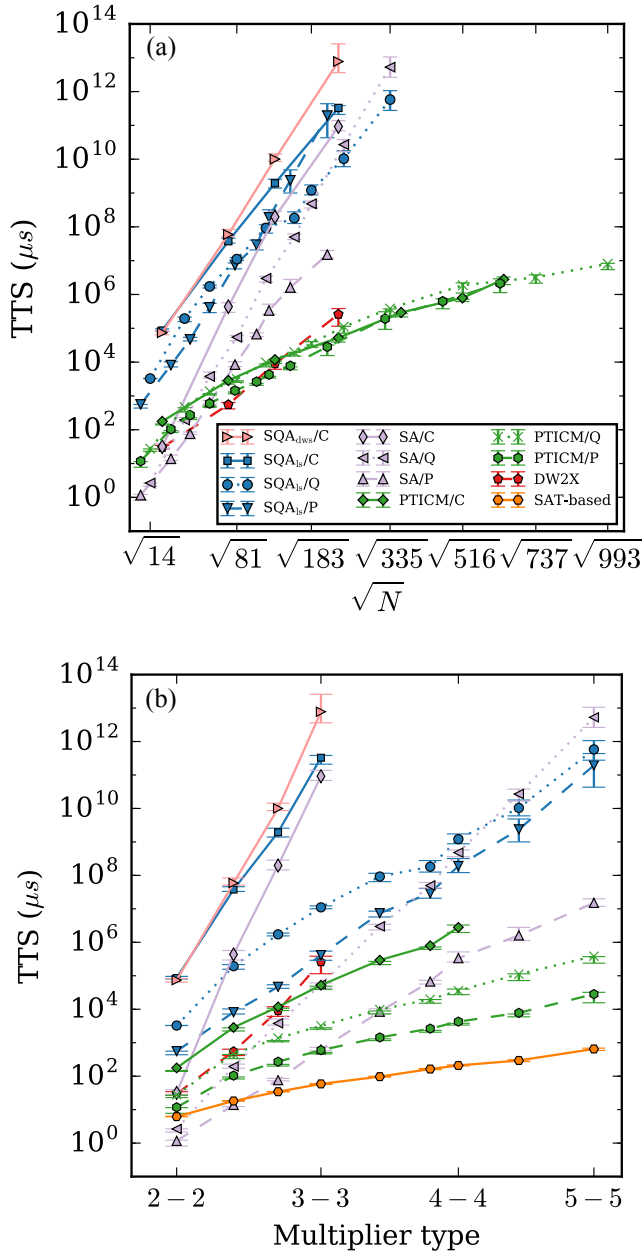 (a)
10^14
10^12
10^10
10^8
10^6
10^4
10^2
10^0
TTS (μs)
SQA_dws/C
SQA_ls/C
SQA_ls/Q
SQA_ls/P
SA/C
SA/Q
SA/P
PTICM/C
PTICM/Q
PTICM/P
DW2X
SAT-based
√14 √81 √183 √335 √516 √737 √993
√N
(b)
10^14
10^12
10^10
10^8
10^6
10^4
10^2
10^0
TTS (μs)
2−2 3−3 4−4 5−5
Multiplier type